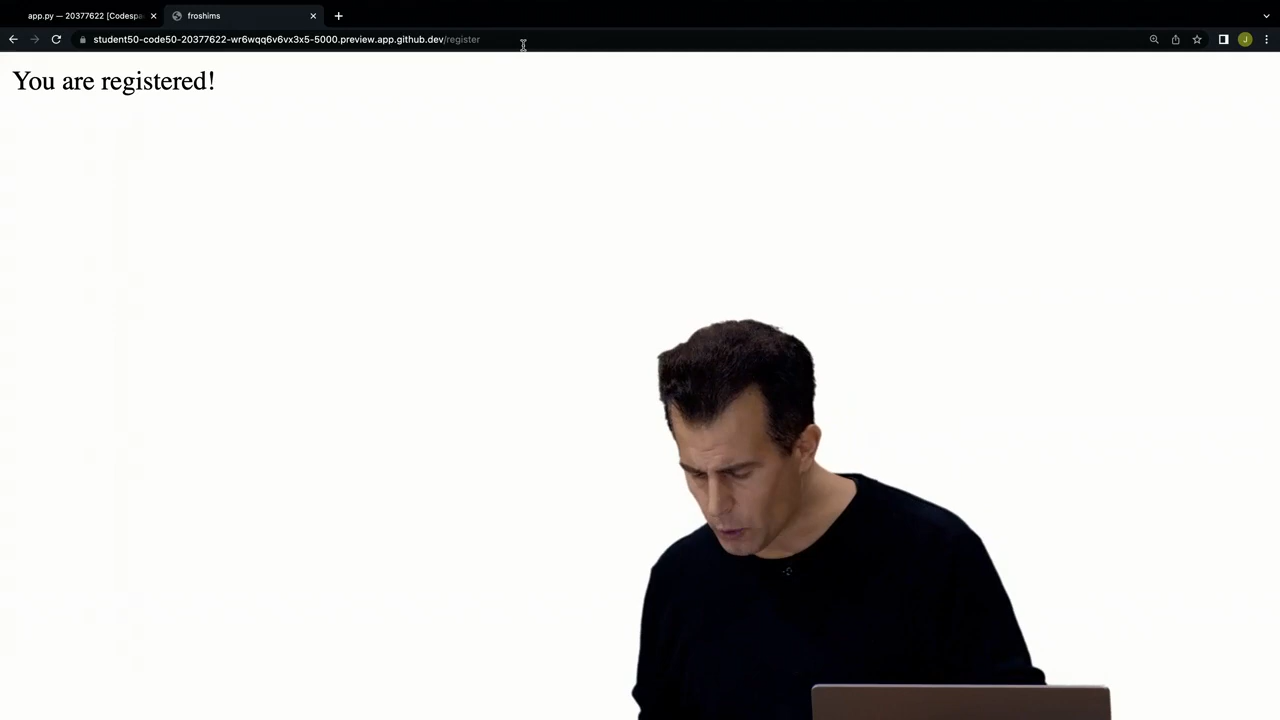 app.py — 20377622 [Codespa
froshims
student50-code50-20377622-wr6wqq6v6vx3x5-5000.preview.app.github.dev/register
J
You are registered!